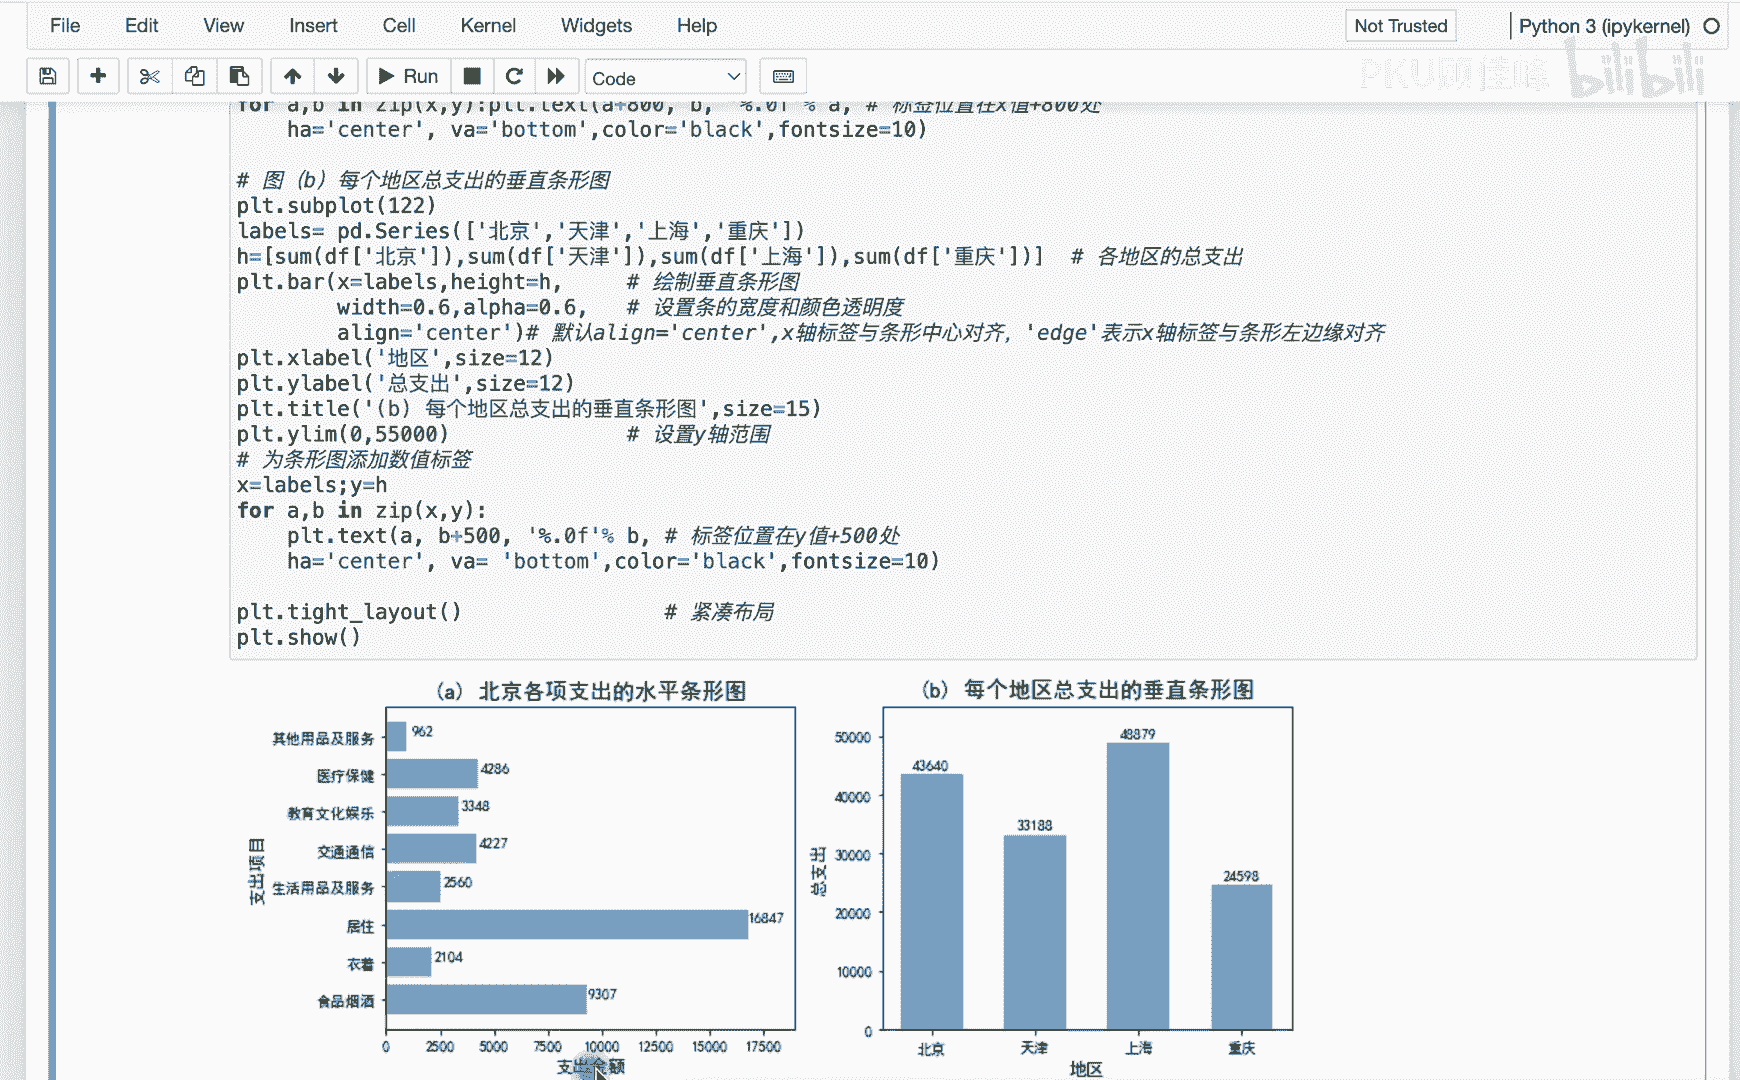 File Edit View Insert Cell Kernel Widgets Help Not Trusted Python 3 (ipykernel)
Run Code
PKU顾佳峰 bilibili
for a,b in zip(x,y):plt.text(a+800, b, '%.0f'% a, # 标签位置在x值+800处
ha='center', va='bottom',color='black',fontsize=10)
# 图（b）每个地区总支出的垂直条形图
plt.subplot(122)
labels= pd.Series(['北京','天津','上海','重庆'])
h=[sum(df['北京']),sum(df['天津']),sum(df['上海']),sum(df['重庆'])] # 各地区的总支出
plt.bar(x=labels,height=h, # 绘制垂直条形图
width=0.6,alpha=0.6, # 设置条的宽度和颜色透明度
align='center')# 默认align='center',x轴标签与条形中心对齐, 'edge'表示x轴标签与条形左边缘对齐
plt.xlabel('地区',size=12)
plt.ylabel('总支出',size=12)
plt.title('(b) 每个地区总支出的垂直条形图',size=15)
plt.ylim(0,55000) # 设置y轴范围
# 为条形图添加数值标签
x=labels;y=h
for a,b in zip(x,y):
plt.text(a, b+500, '%.0f'% b, # 标签位置在y值+500处
ha='center', va= 'bottom',color='black',fontsize=10)
plt.tight_layout() # 紧凑布局
plt.show()
(a) 北京各项支出的水平条形图
其他用品及服务 962
医疗保健 4286
教育文化娱乐 3348
交通通信 4227
生活用品及服务 2560
居住 16847
衣着 2104
食品烟酒 9307
支出项目
0 2500 5000 7500 10000 12500 15000 17500
支出金额
(b) 每个地区总支出的垂直条形图
50000
40000
30000
20000
10000
0
总支出
43640 33188 48879 24598
北京 天津 上海 重庆
地区